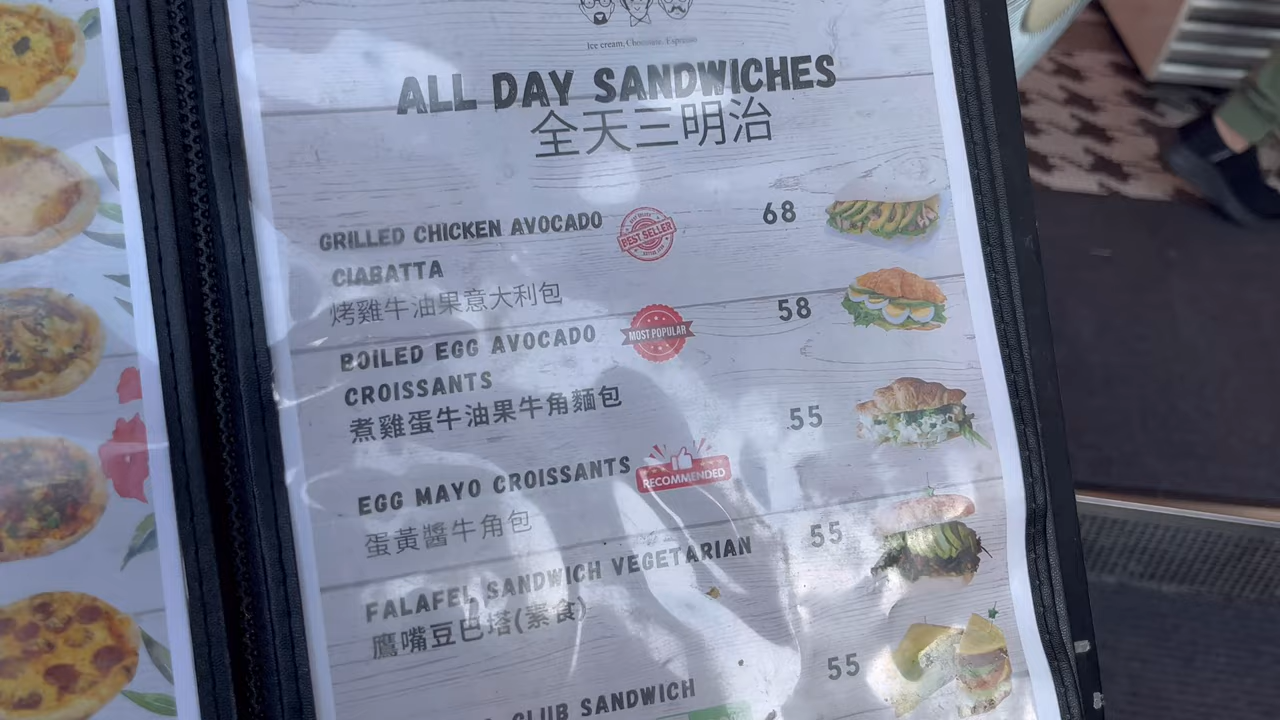 Ice cream, Chocolate, Espresso
ALL DAY SANDWICHES
全天三明治
GRILLED CHICKEN AVOCADO BEST SELLER 68
CIABATTA
烤雞牛油果意大利包
BOILED EGG AVOCADO MOST POPULAR 58
CROISSANTS
煮雞蛋牛油果牛角麵包
EGG MAYO CROISSANTS RECOMMENDED 55
蛋黃醬牛角包
FALAFEL SANDWICH VEGETARIAN 55
鷹嘴豆巴塔(素食)
CLUB SANDWICH 55